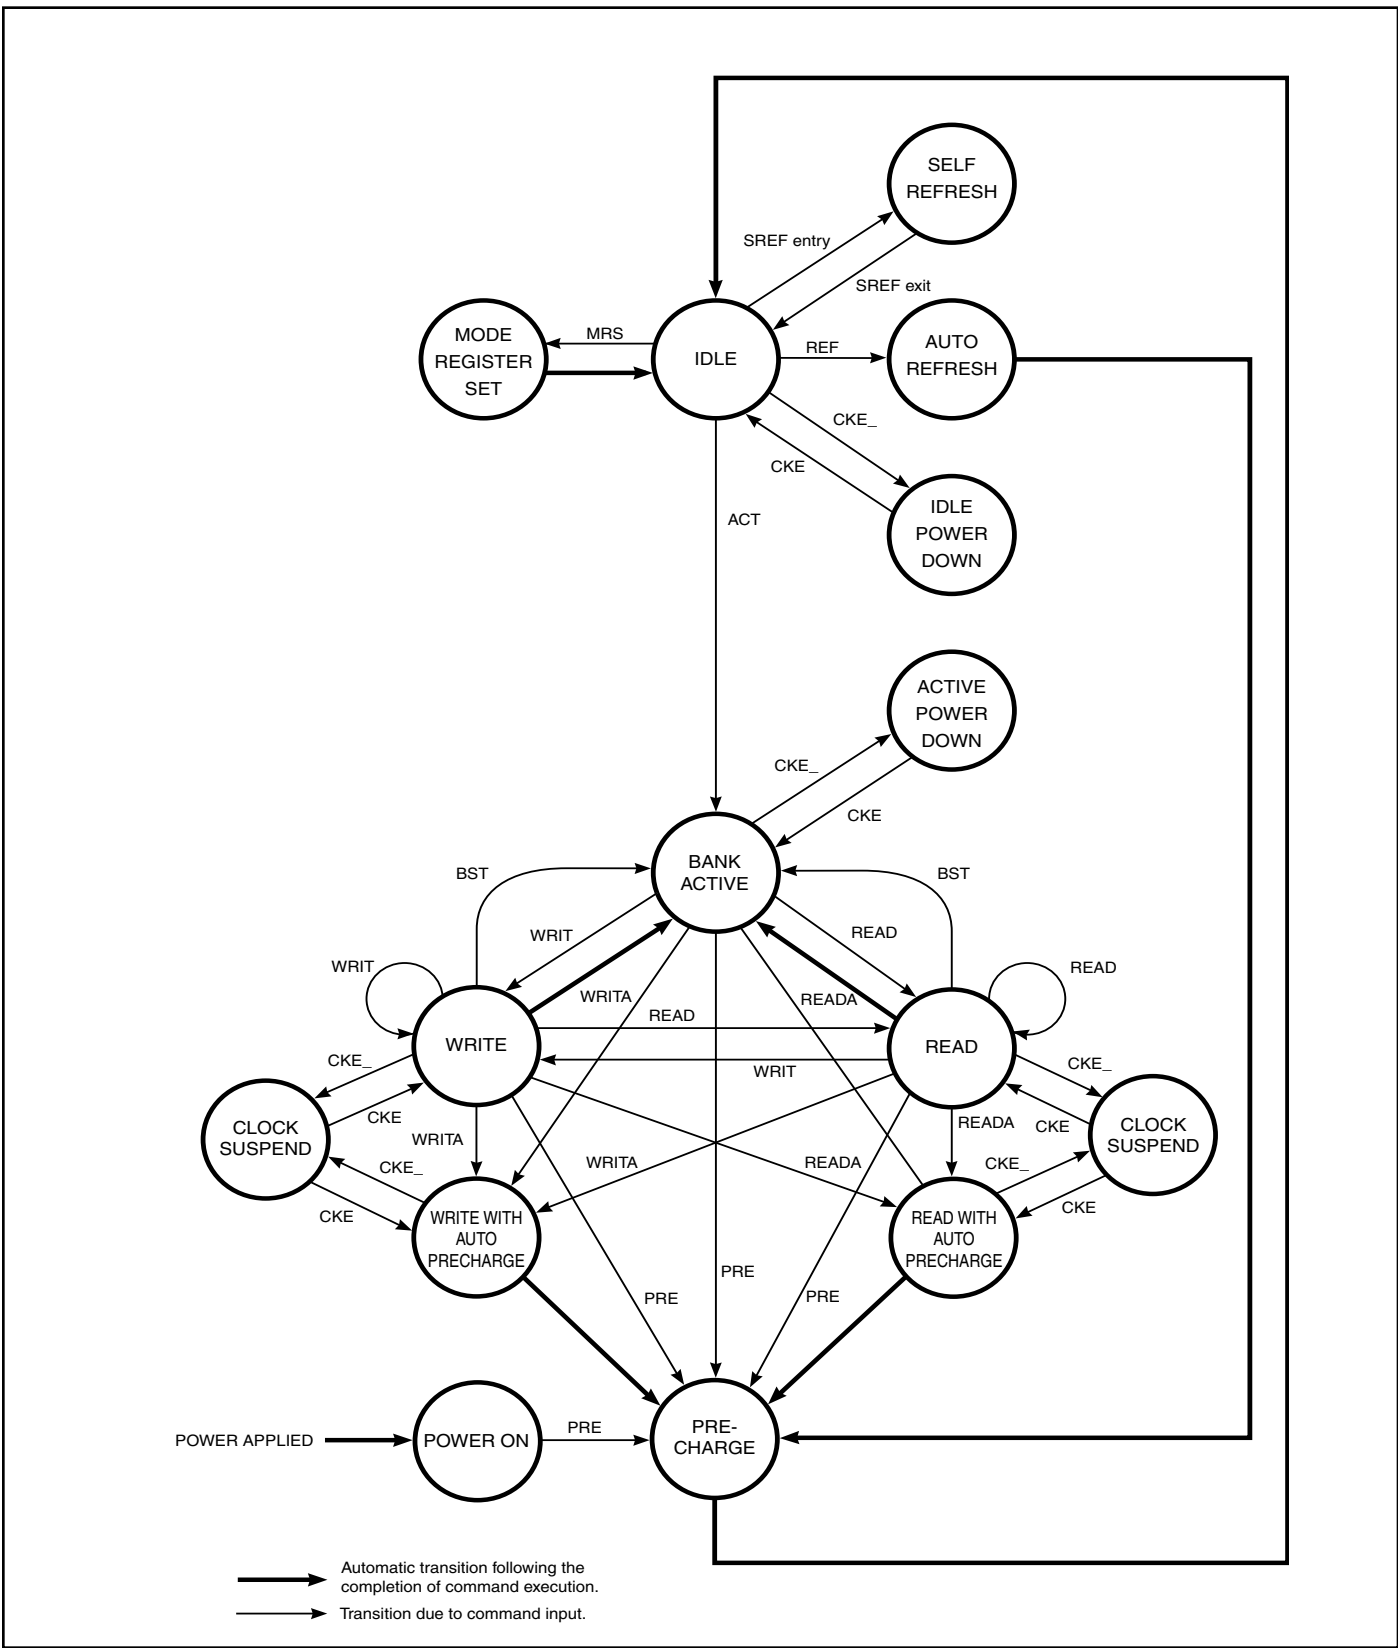 SELF
REFRESH
SREF entry
SREF exit
MODE
REGISTER
SET
MRS
IDLE
REF
AUTO
REFRESH
CKE_
CKE
IDLE
POWER
DOWN
ACT
ACTIVE
POWER
DOWN
CKE_
CKE
BANK
ACTIVE
BST
BST
WRIT
READ
WRIT
WRITA
READA
READ
READ
WRITE
READ
WRIT
CKE_
CKE_
CKE
CKE
CLOCK
SUSPEND
CLOCK
SUSPEND
WRITA
READA
CKE_
WRITA
READA
CKE_
CKE
CKE
WRITE WITH
AUTO
PRECHARGE
READ WITH
AUTO
PRECHARGE
PRE
PRE
PRE
POWER APPLIED
POWER ON
PRE
PRE-
CHARGE
Automatic transition following the
completion of command execution.
Transition due to command input.